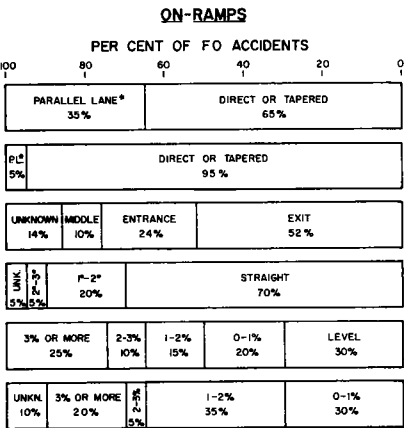 ON-RAMPS
PER CENT OF FO ACCIDENTS
100 80 60 40 20 0
PARALLEL LANE* DIRECT OR TAPERED
35% 65%
PL* DIRECT OR TAPERED
5% 95%
UNKNOWN MIDDLE ENTRANCE EXIT
14% 10% 24% 52%
UNK. 2°-3° 1°-2° STRAIGHT
5% 5% 20% 70%
3% OR MORE 2-3% 1-2% 0-1% LEVEL
25% 10% 15% 20% 30%
UNKN. 3% OR MORE 2-3% 1-2% 0-1%
10% 20% 5% 35% 30%